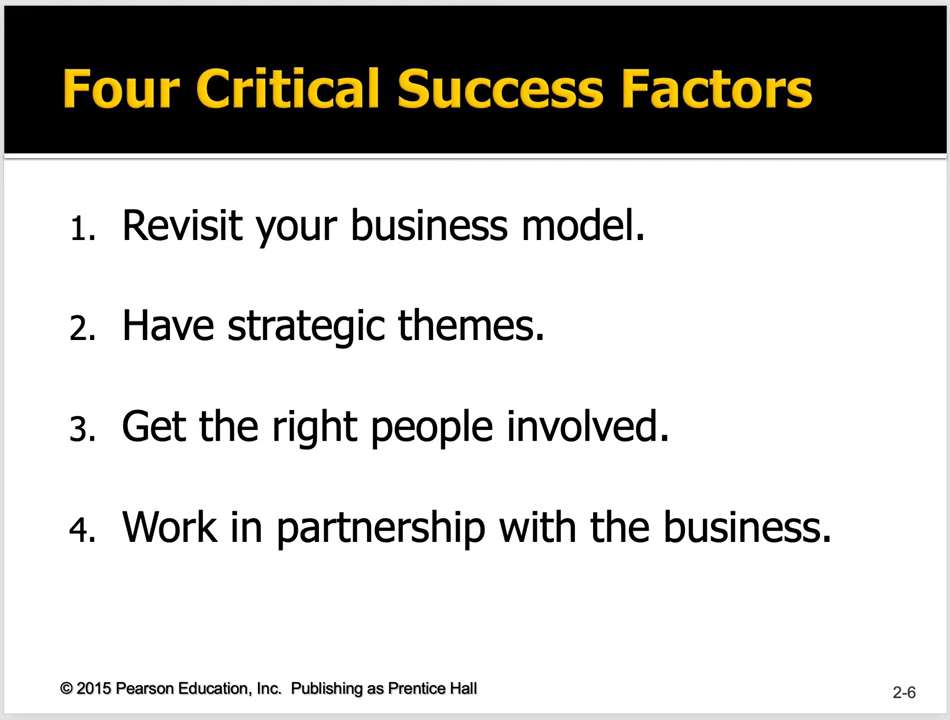 Four Critical Success Factors
1. Revisit your business model.
2. Have strategic themes.
3. Get the right people involved.
4. Work in partnership with the business.
© 2015 Pearson Education, Inc. Publishing as Prentice Hall
2-6